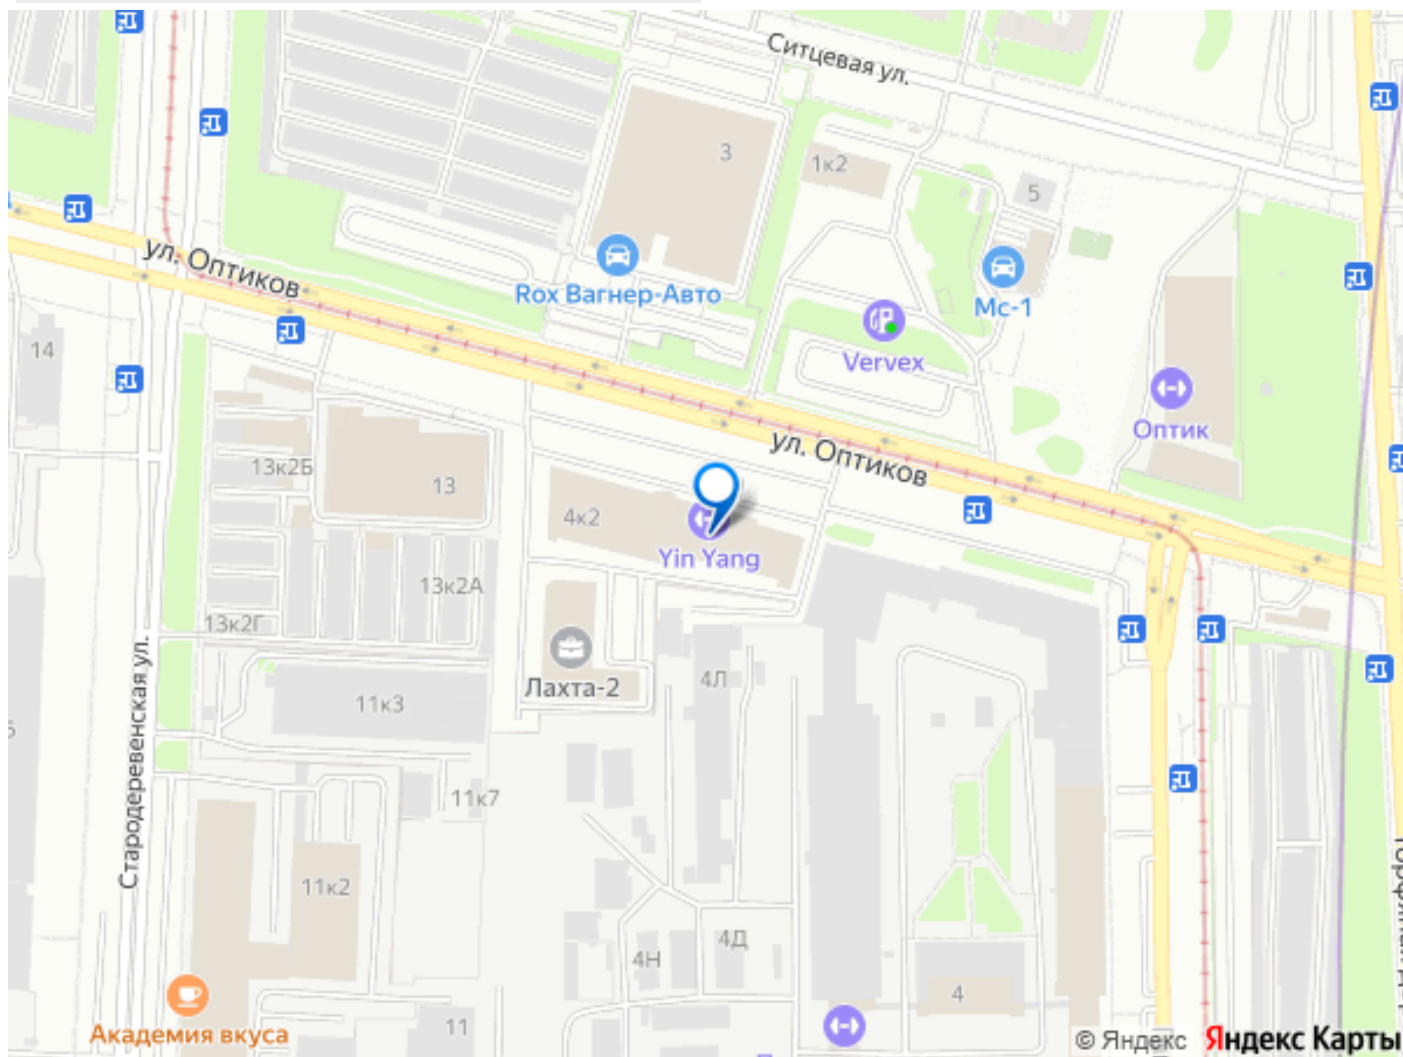 Ситцевая ул.
3
1к2
5
ул. Оптиков
Rox Вагнер-Авто
Мс-1
Vervex
14
Оптик
ул. Оптиков
13к2Б
13
4к2
Yin Yang
13к2А
13к2Г
Лахта-2
4Л
11к3
Стародеревенская ул.
11к7
11к2
4Д
4Н
4
Академия вкуса
11
© Яндекс Яндекс Карты